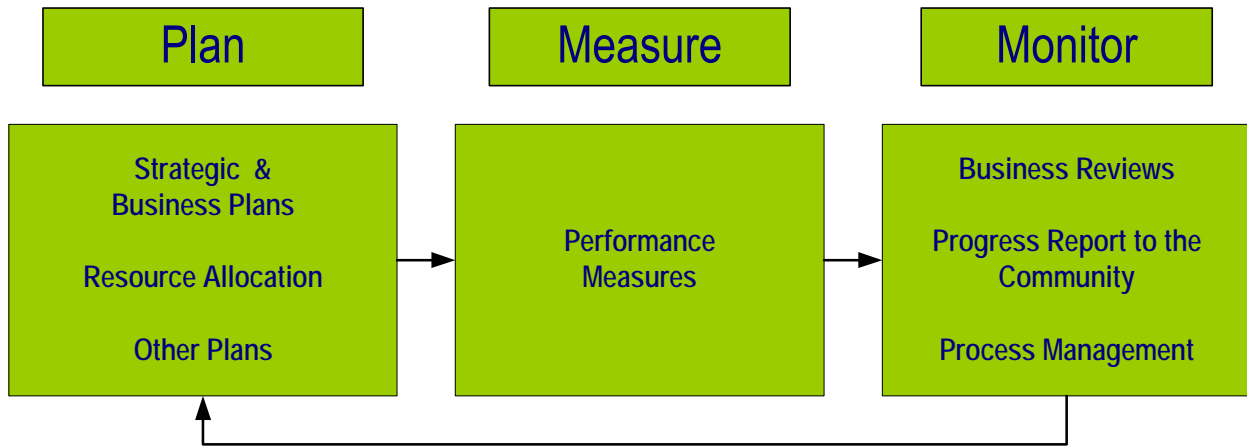 Plan
Measure
Monitor
Strategic &
Business Plans
Resource Allocation
Other Plans
Performance
Measures
Business Reviews
Progress Report to the
Community
Process Management